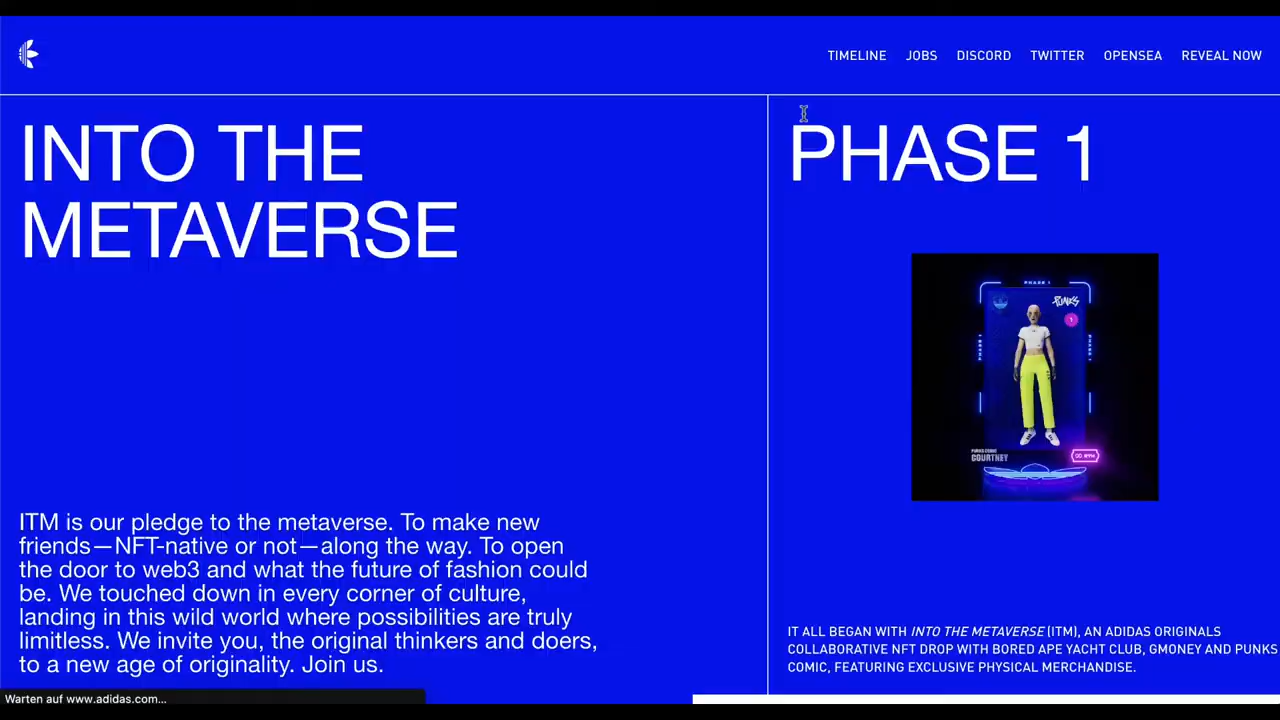 TIMELINE JOBS DISCORD TWITTER OPENSEA REVEAL NOW
INTO THE
METAVERSE
ITM is our pledge to the metaverse. To make new
friends—NFT-native or not—along the way. To open
the door to web3 and what the future of fashion could
be. We touched down in every corner of culture,
landing in this wild world where possibilities are truly
limitless. We invite you, the original thinkers and doers,
to a new age of originality. Join us.
PHASE 1
PHASE 1
PUNKS
1
PUNKS COMIC
COURTNEY
IT ALL BEGAN WITH INTO THE METAVERSE (ITM), AN ADIDAS ORIGINALS
COLLABORATIVE NFT DROP WITH BORED APE YACHT CLUB, GMONEY AND PUNKS
COMIC, FEATURING EXCLUSIVE PHYSICAL MERCHANDISE.
Warten auf www.adidas.com...